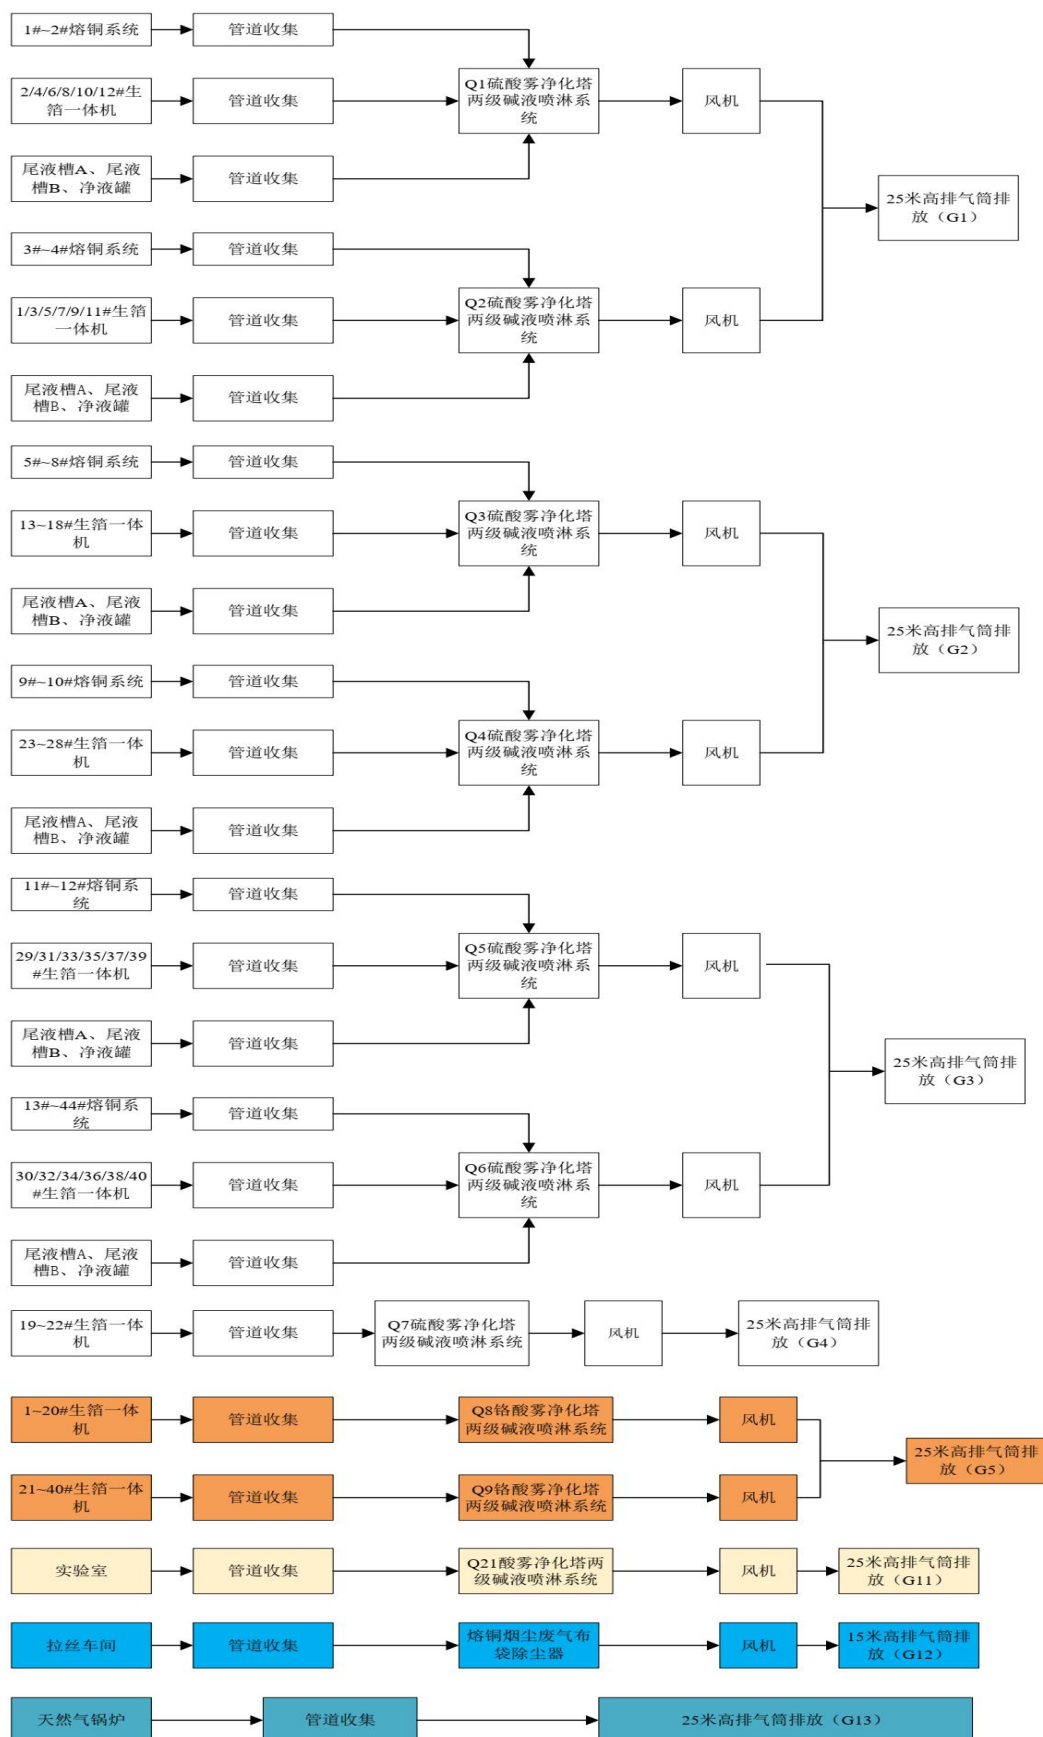 1#~2#熔铜系统
管道收集
2/4/6/8/10/12#生
箔一体机
管道收集
Q1硫酸雾净化塔
两级碱液喷淋系
统
风机
尾液槽A、尾液
槽B、净液罐
管道收集
25米高排气筒排
放（G1）
3#~4#熔铜系统
管道收集
1/3/5/7/9/11#生箔
一体机
管道收集
Q2硫酸雾净化塔
两级碱液喷淋系
统
风机
尾液槽A、尾液
槽B、净液罐
管道收集
5#~8#熔铜系统
管道收集
13~18#生箔一体
机
管道收集
Q3硫酸雾净化塔
两级碱液喷淋系
统
风机
尾液槽A、尾液
槽B、净液罐
管道收集
25米高排气筒排
放（G2）
9#~10#熔铜系统
管道收集
23~28#生箔一体
机
管道收集
Q4硫酸雾净化塔
两级碱液喷淋系
统
风机
尾液槽A、尾液
槽B、净液罐
管道收集
11#~12#熔铜系
统
管道收集
29/31/33/35/37/39
#生箔一体机
管道收集
Q5硫酸雾净化塔
两级碱液喷淋系
统
风机
尾液槽A、尾液
槽B、净液罐
管道收集
25米高排气筒排
放（G3）
13#~44#熔铜系
统
管道收集
30/32/34/36/38/40
#生箔一体机
管道收集
Q6硫酸雾净化塔
两级碱液喷淋系
统
风机
尾液槽A、尾液
槽B、净液罐
管道收集
19~22#生箔一体
机
管道收集
Q7硫酸雾净化塔
两级碱液喷淋系统
风机
25米高排气筒排
放（G4）
1~20#生箔一体
机
管道收集
Q8铬酸雾净化塔
两级碱液喷淋系统
风机
25米高排气筒排
放（G5）
21~40#生箔一体
机
管道收集
Q9铬酸雾净化塔
两级碱液喷淋系统
风机
实验室
管道收集
Q21酸雾净化塔两
级碱液喷淋系统
风机
25米高排气筒排
放（G11）
拉丝车间
管道收集
熔铜烟尘废气布
袋除尘器
风机
15米高排气筒排
放（G12）
天然气锅炉
管道收集
25米高排气筒排放（G13）